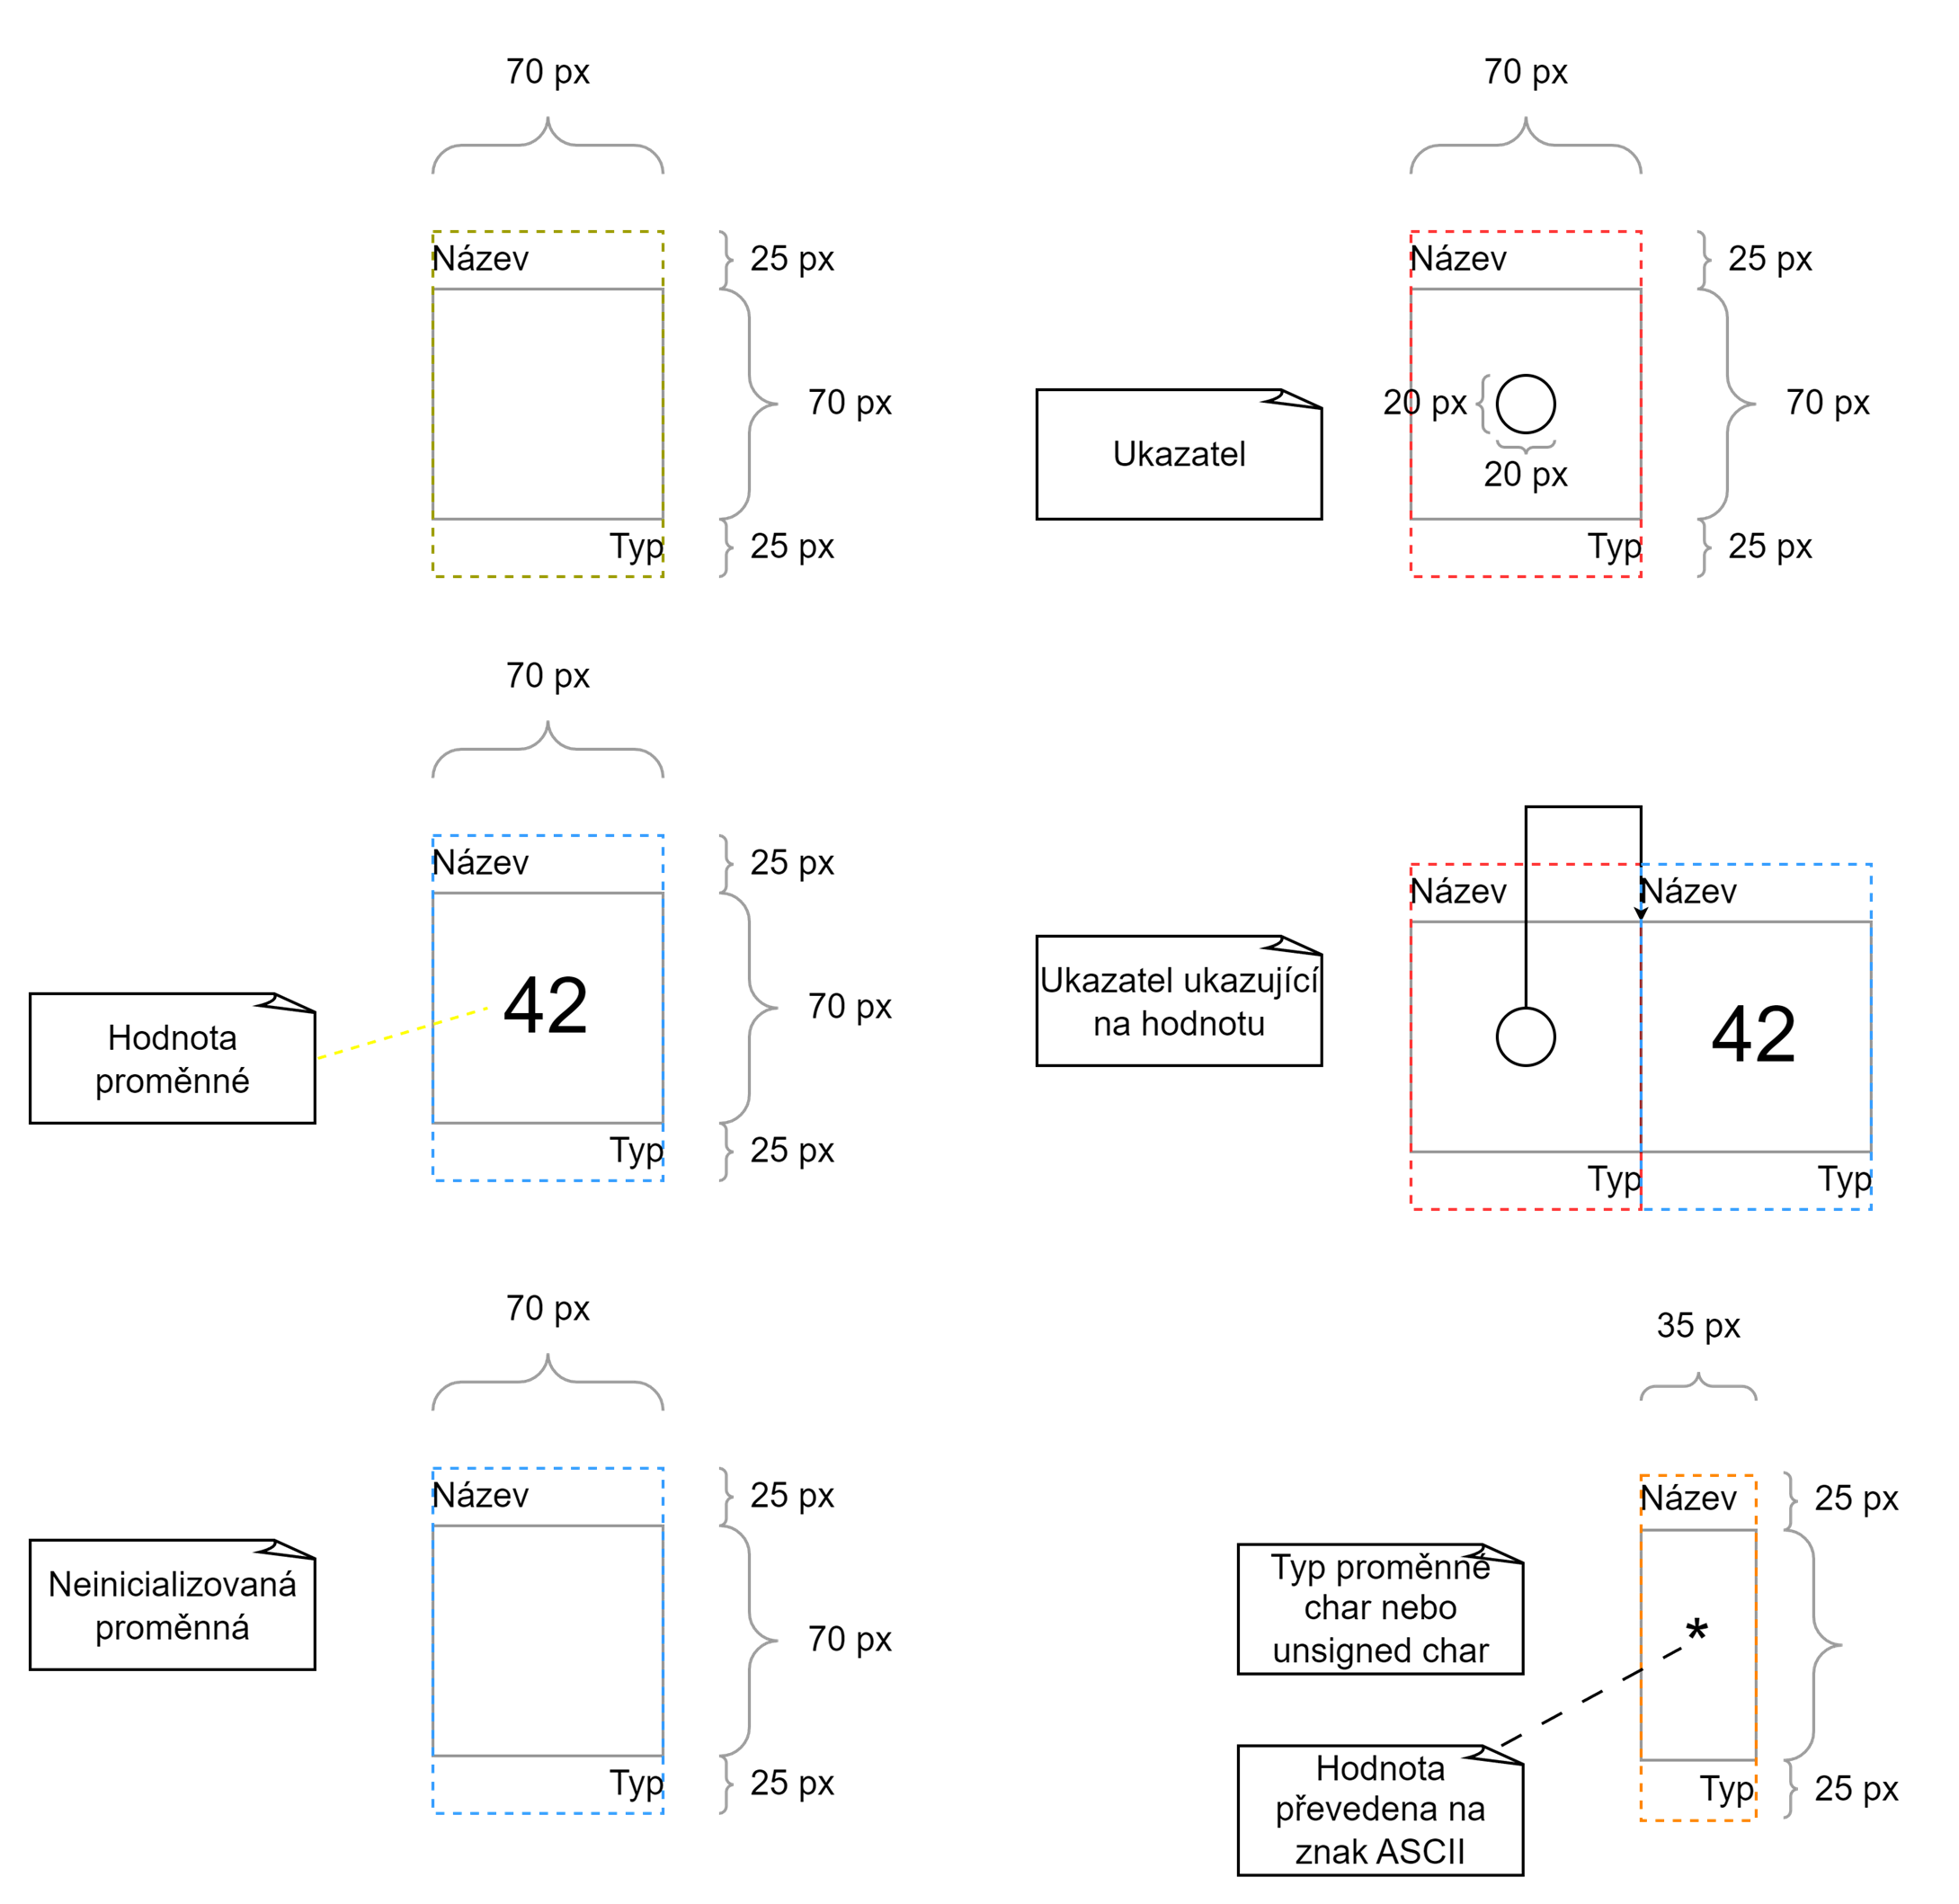 70 px
Název
25 px
70 px
Typ
25 px
70 px
Název
25 px
Ukazatel
20 px
20 px
70 px
Typ
25 px
70 px
Název
25 px
Hodnota
proměnné
42
70 px
Typ
25 px
Název
Název
Ukazatel ukazující
na hodnotu
42
Typ
Typ
70 px
Název
25 px
Neinicializovaná
proměnná
70 px
Typ
25 px
35 px
Název
25 px
Typ proměnné
char nebo
unsigned char
*
Hodnota
převedena na
znak ASCII
Typ
25 px